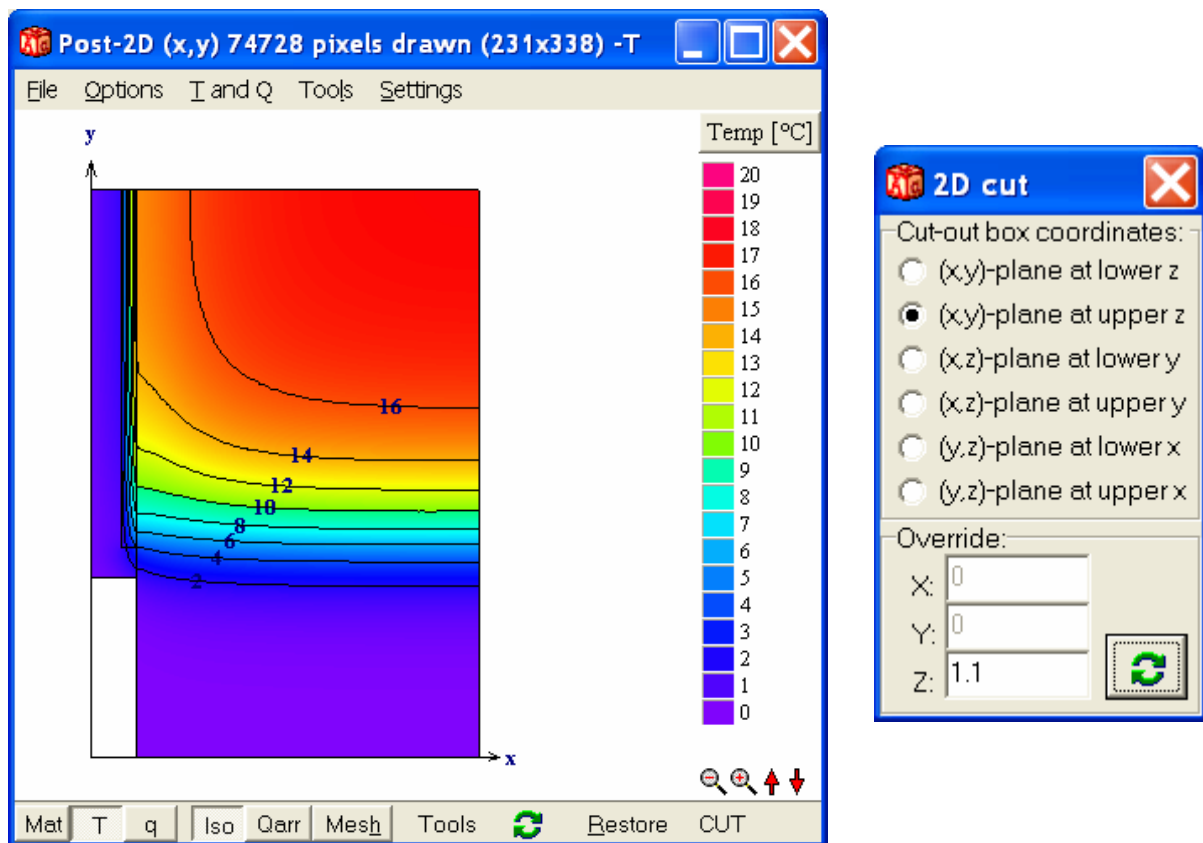 Post-2D (x,y) 74728 pixels drawn (231x338) -T
File Options T and Q Tools Settings
y
Temp [°C]
20
19
18
17
16
15
14
13
12
11
10
9
8
7
6
5
4
3
2
1
0
16
14
12
10
8
6
4
2
x
Mat T q Iso Qarr Mesh Tools Restore CUT
2D cut
Cut-out box coordinates:
(x,y)-plane at lower z
(x,y)-plane at upper z
(x,z)-plane at lower y
(x,z)-plane at upper y
(y,z)-plane at lower x
(y,z)-plane at upper x
Override:
X: 0
Y: 0
Z: 1.1